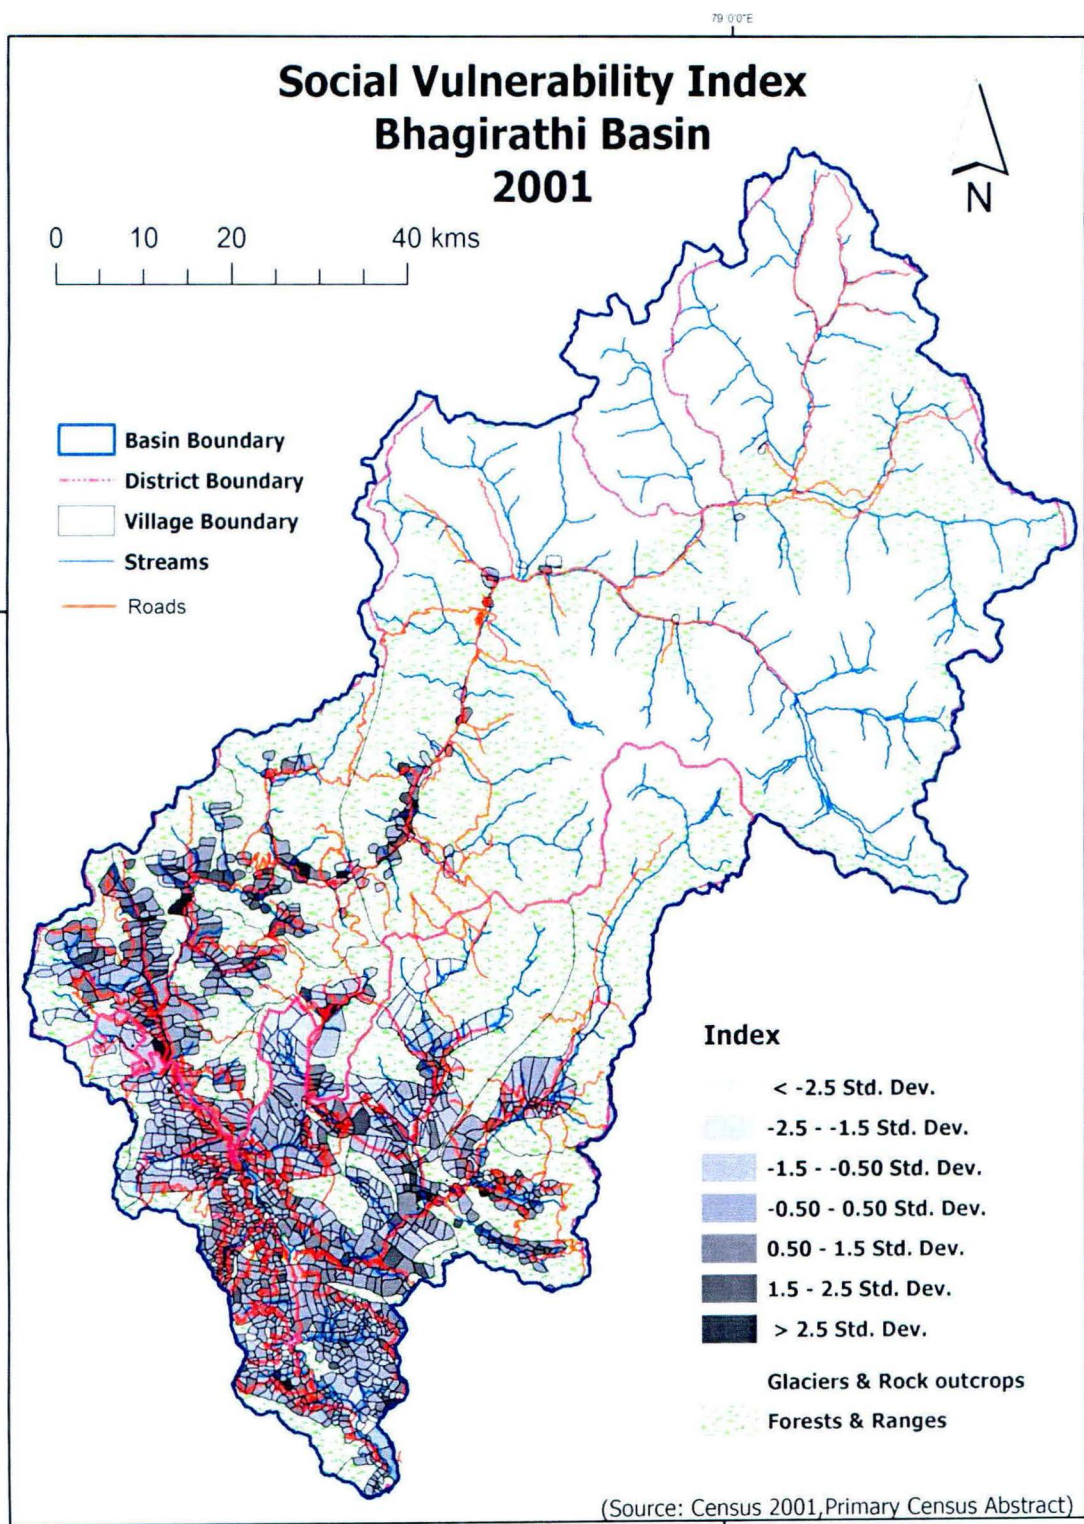 79°0'0"E
Social Vulnerability Index
Bhagirathi Basin
2001
N
0 10 20 40 kms
Basin Boundary
District Boundary
Village Boundary
Streams
Roads
Index
< -2.5 Std. Dev.
-2.5 - -1.5 Std. Dev.
-1.5 - -0.50 Std. Dev.
-0.50 - 0.50 Std. Dev.
0.50 - 1.5 Std. Dev.
1.5 - 2.5 Std. Dev.
> 2.5 Std. Dev.
Glaciers & Rock outcrops
Forests & Ranges
(Source: Census 2001,Primary Census Abstract)